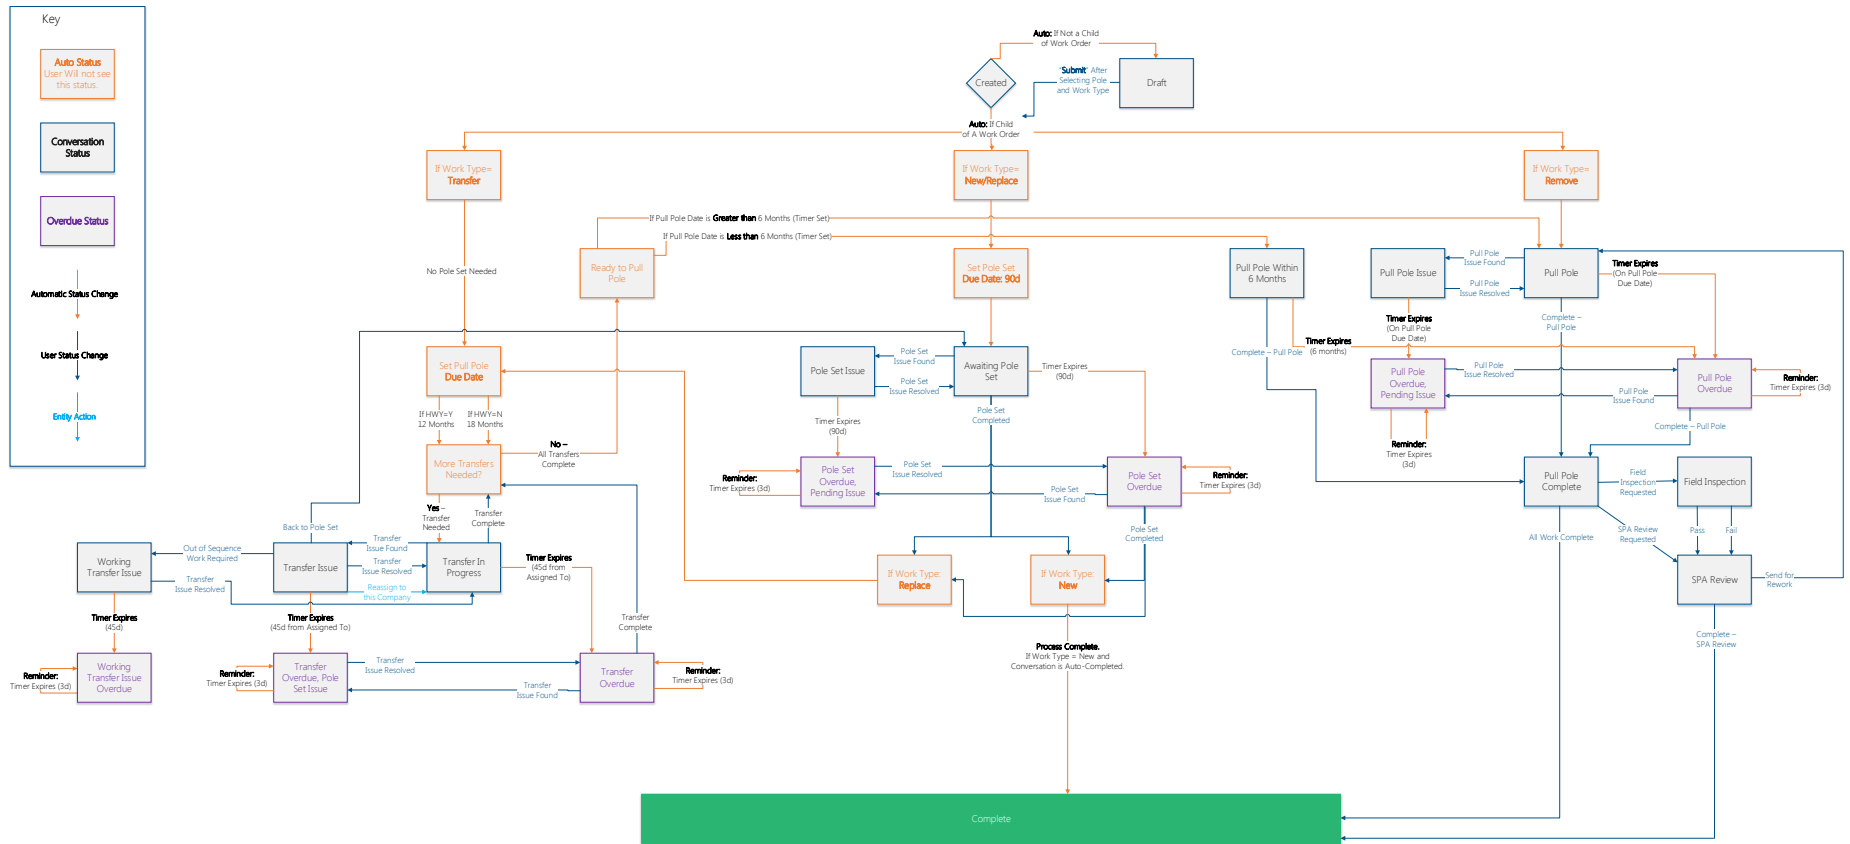 Key
Auto Status
User Will not see
this status.
Conversation
Status
Overdue Status
Automatic Status Change
User Status Change
Entity Action
Auto: If Not a Child
of Work Order
Created
"Submit" After
Selecting Pole
and Work Type
Draft
Auto: If Child
of A Work Order
If Work Type=
Transfer
If Work Type=
New/Replace
If Work Type=
Remove
If Pull Pole Date is Greater than 6 Months (Timer Set)
If Pull Pole Date is Less than 6 Months (Timer Set)
No Pole Set Needed
Ready to Pull
Pole
Set Pole Set
Due Date: 90d
Pull Pole Within
6 Months
Pull Pole Issue
Pull Pole
Issue Found
Pull Pole
Issue Resolved
Pull Pole
Timer Expires
(On Pull Pole
Due Date)
Timer Expires
(On Pull Pole
Due Date)
Complete –
Pull Pole
Timer Expires
(6 months)
Complete – Pull Pole
Set Pull Pole
Due Date
Pole Set Issue
Pole Set
Issue Found
Pole Set
Issue Resolved
Awaiting Pole
Set
Timer Expires
(90d)
Pull Pole
Overdue,
Pending Issue
Pull Pole
Issue Resolved
Pull Pole
Issue Found
Pull Pole
Overdue
Reminder:
Timer Expires (3d)
If HWY=Y
12 Months
If HWY=N
18 Months
Timer Expires
(90d)
Pole Set
Completed
Complete – Pull Pole
Reminder:
Timer Expires
(3d)
More Transfers
Needed?
No –
All Transfers
Complete
Reminder:
Timer Expires (3d)
Pole Set
Overdue,
Pending Issue
Pole Set
Issue Resolved
Pole Set
Issue Found
Pole Set
Overdue
Reminder:
Timer Expires (3d)
Pull Pole
Complete
Field
Inspection
Requested
Field Inspection
Yes –
Transfer
Needed
Transfer
Complete
Back to Pole Set
Pole Set
Completed
All Work Complete
SPA Review
Requested
Pass
Fail
Working
Transfer Issue
Out of Sequence
Work Required
Transfer
Issue Resolved
Transfer Issue
Transfer
Issue Found
Transfer
Issue Resolved
Reassign to
this Company
Transfer In
Progress
Timer Expires
(45d from
Assigned To)
If Work Type:
Replace
If Work Type:
New
SPA Review
Send for
Rework
Timer Expires
(45d)
Timer Expires
(45d from Assigned To)
Transfer
Complete
Process Complete.
If Work Type = New and
Conversation is Auto-Completed.
Complete –
SPA Review
Reminder:
Timer Expires (3d)
Working
Transfer Issue
Overdue
Reminder:
Timer Expires (3d)
Transfer
Overdue, Pole
Set Issue
Transfer
Issue Resolved
Transfer
Issue Found
Transfer
Overdue
Reminder:
Timer Expires (3d)
Complete